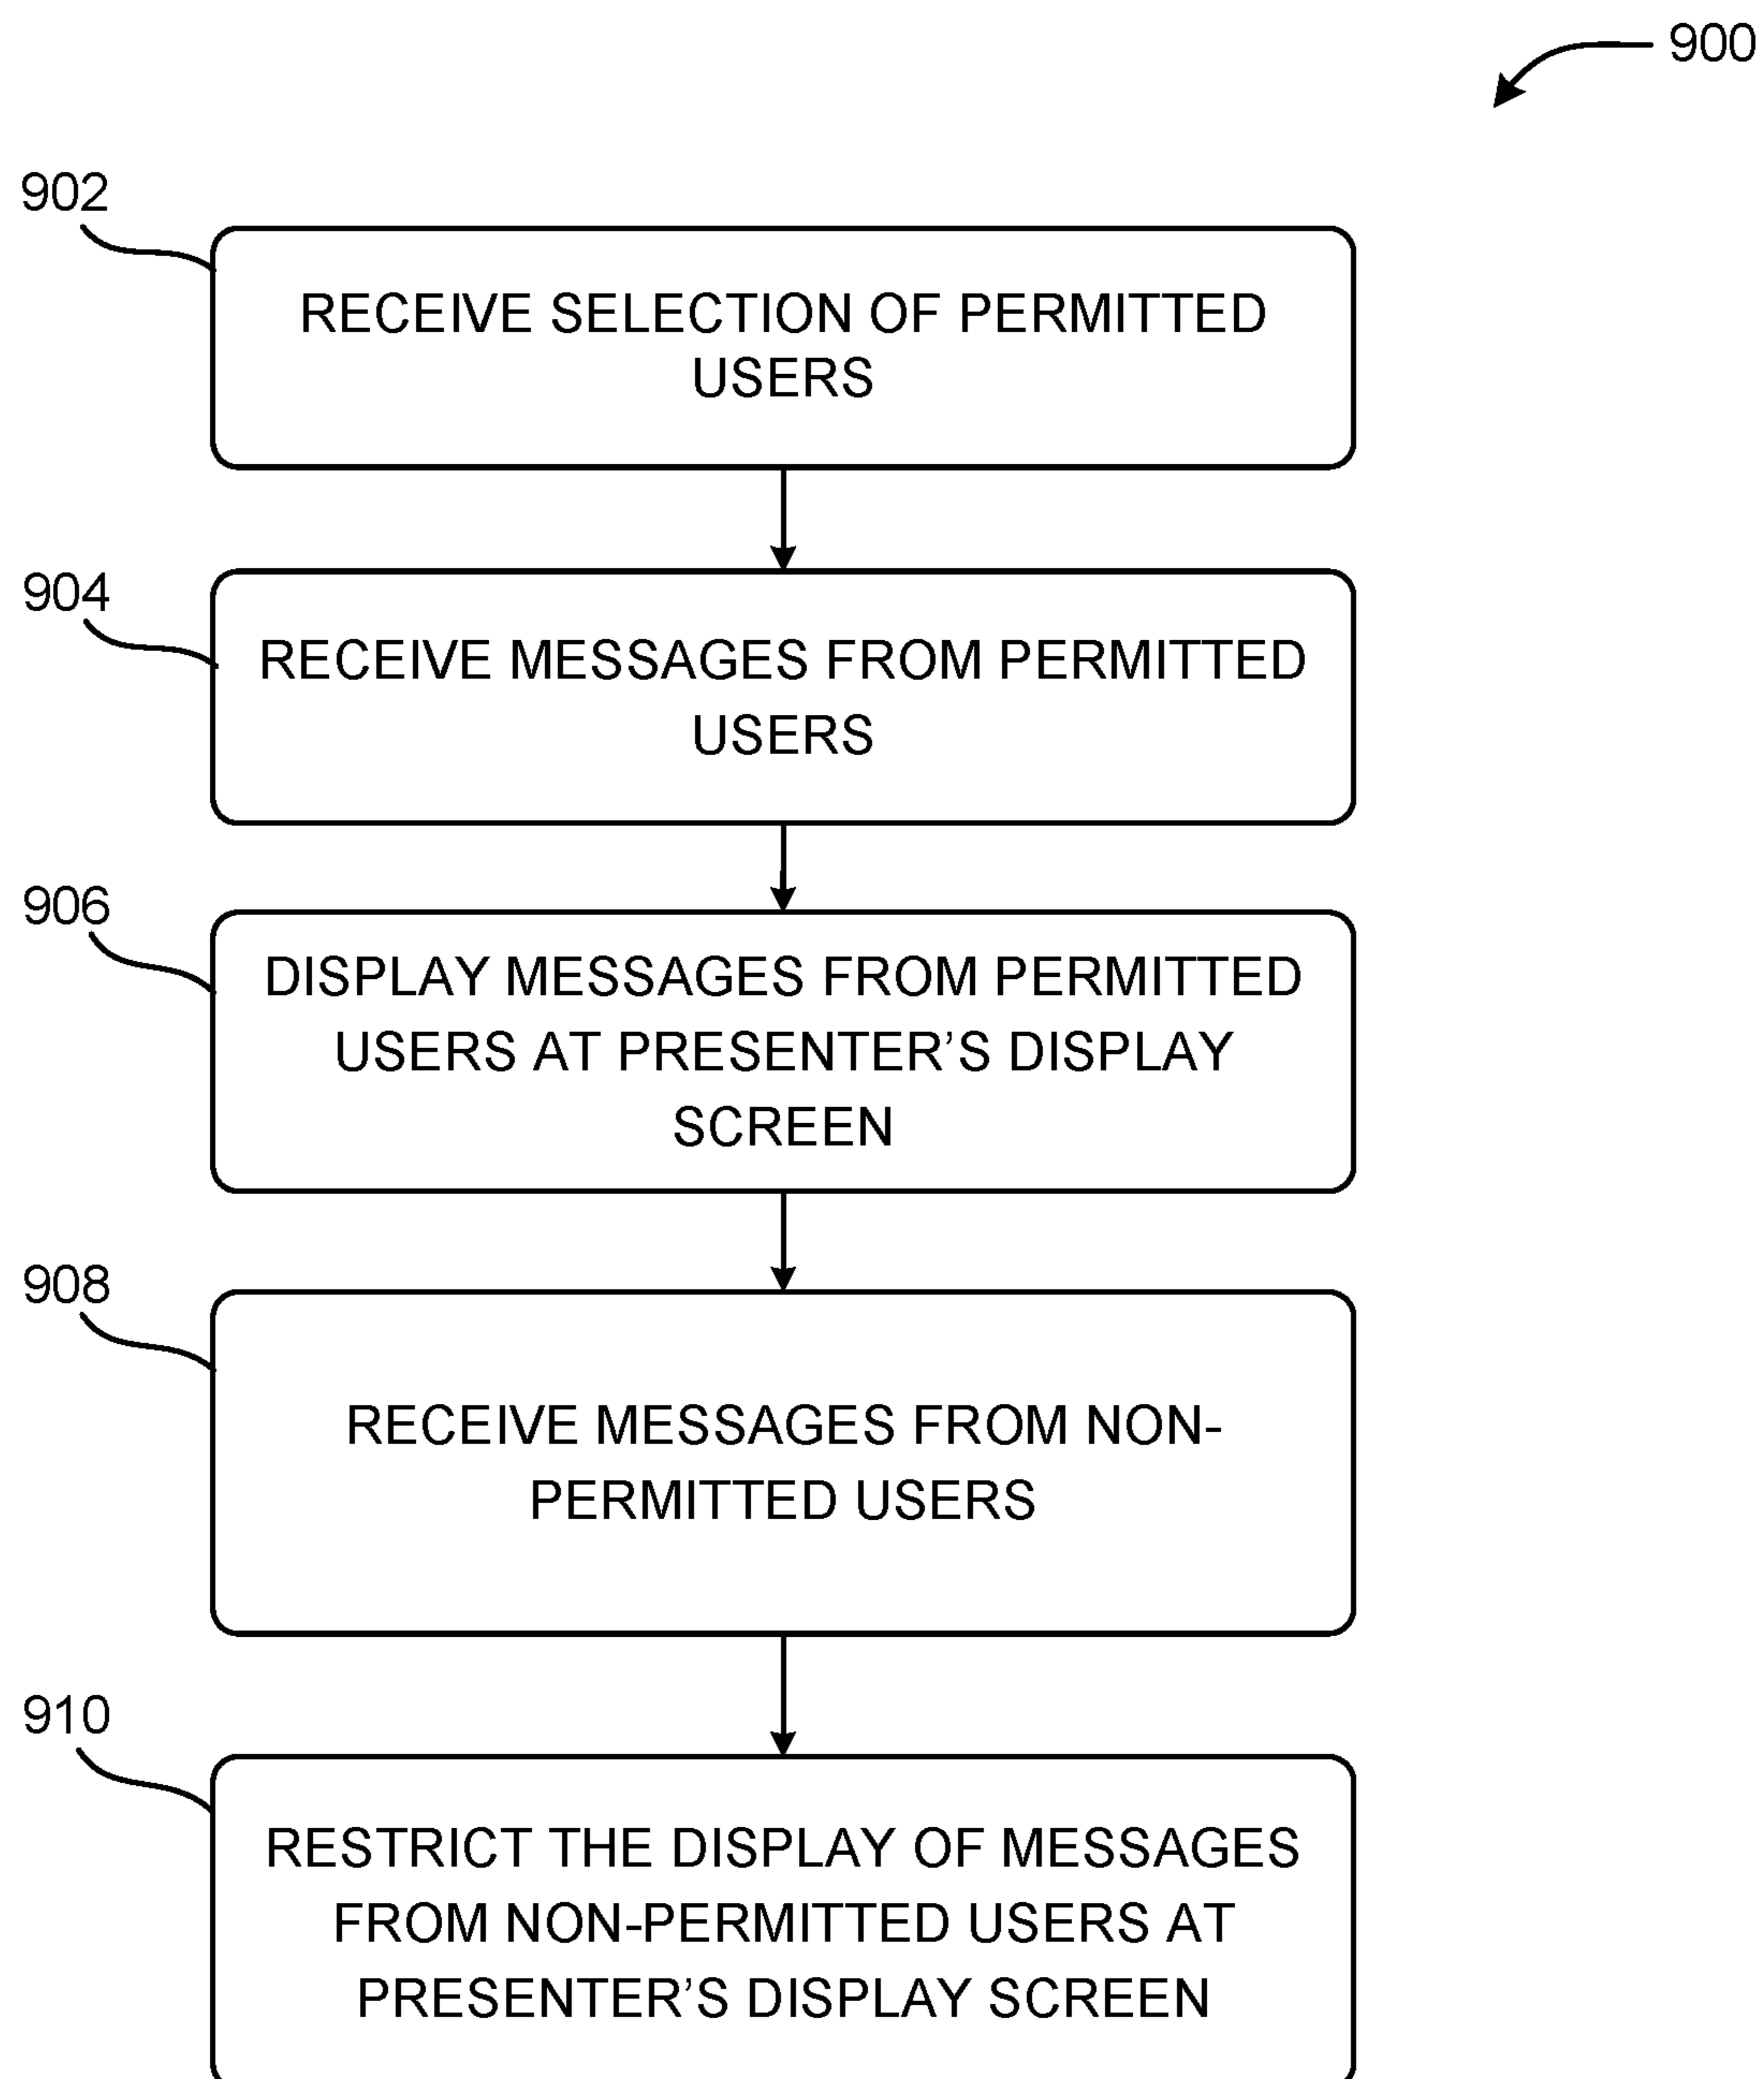 900
902
RECEIVE SELECTION OF PERMITTED
USERS
904
RECEIVE MESSAGES FROM PERMITTED
USERS
906
DISPLAY MESSAGES FROM PERMITTED
USERS AT PRESENTER’S DISPLAY
SCREEN
908
RECEIVE MESSAGES FROM NON-
PERMITTED USERS
910
RESTRICT THE DISPLAY OF MESSAGES
FROM NON-PERMITTED USERS AT
PRESENTER’S DISPLAY SCREEN